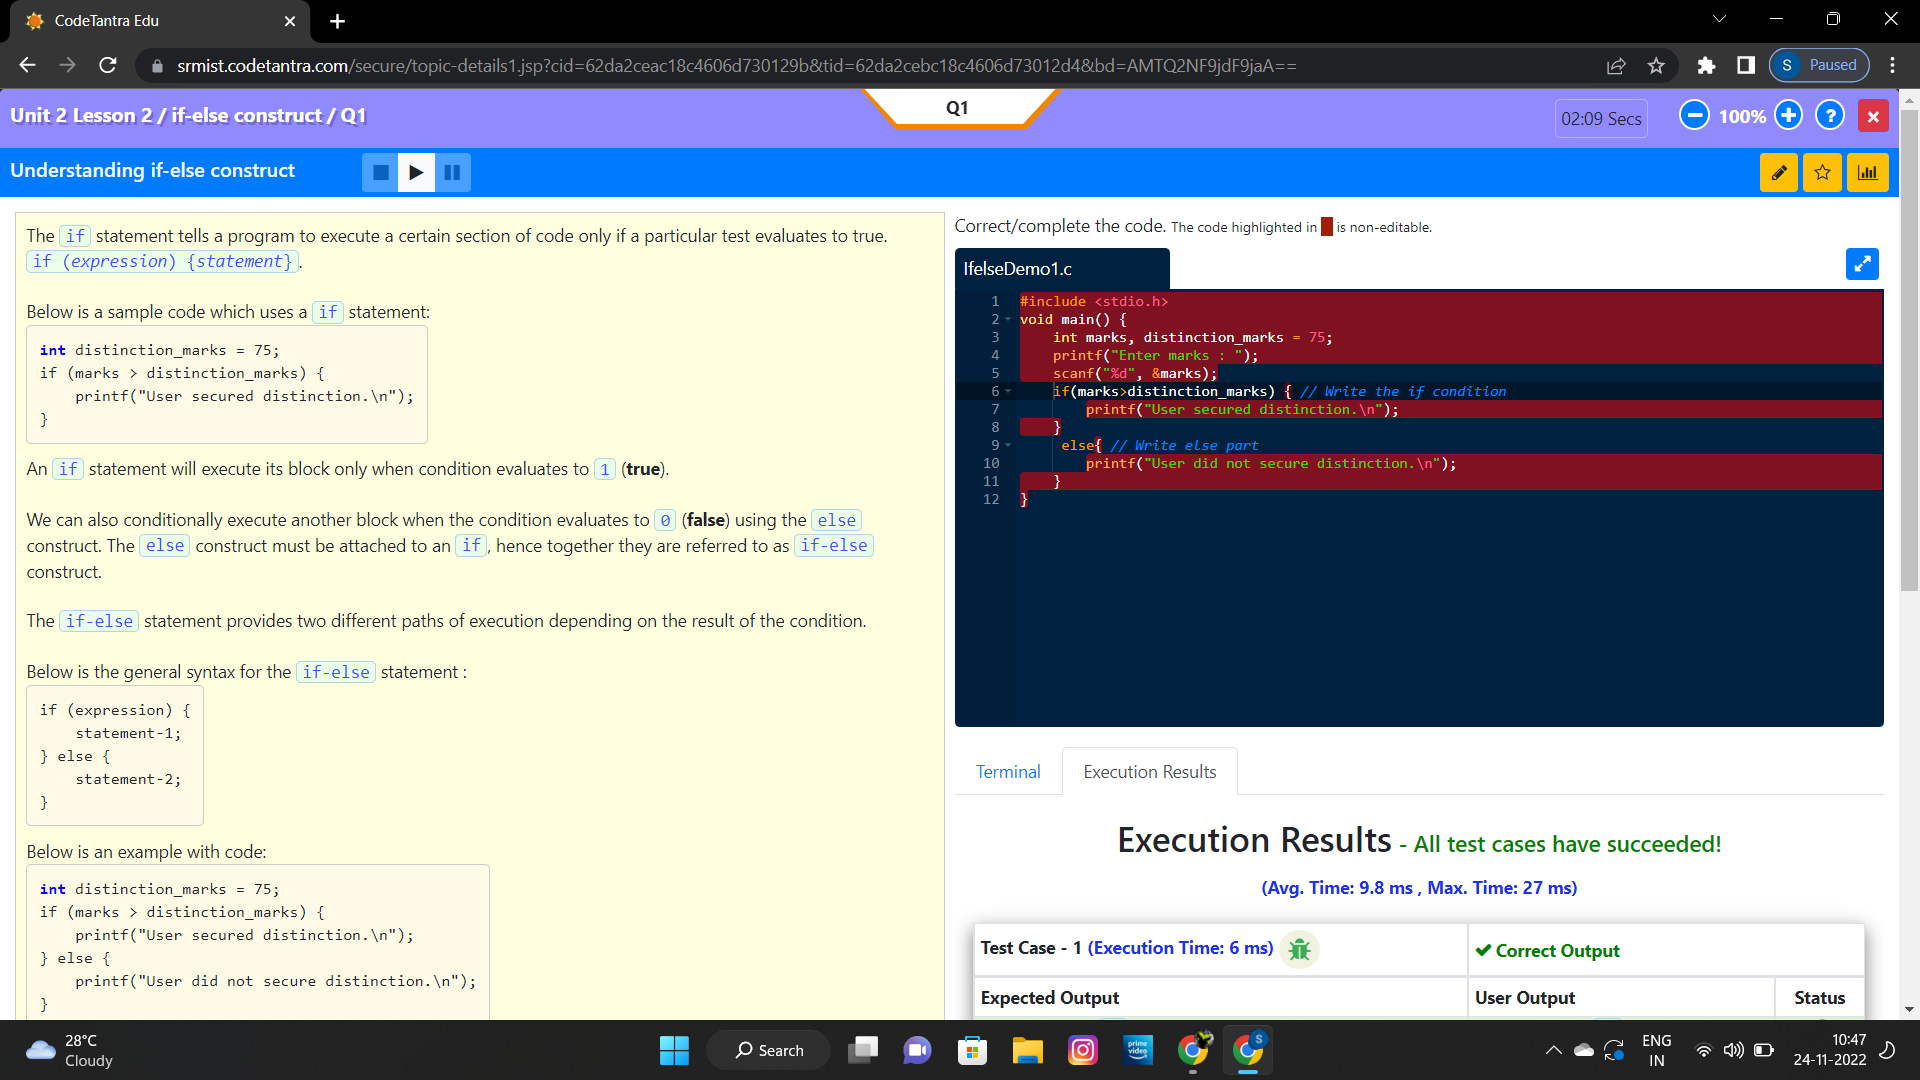 CodeTantra Edu
srmist.codetantra.com/secure/topic-details1.jsp?cid=62da2ceac18c4606d730129b&tid=62da2cebc18c4606d73012d4&bd=AMTQ2NF9jdF9jaA==
S Paused
Unit 2 Lesson 2 / if-else construct / Q1
Q1
02:09 Secs
100%
?
Understanding if-else construct
The if statement tells a program to execute a certain section of code only if a particular test evaluates to true.
if (expression) {statement}.
Below is a sample code which uses a if statement:
int distinction_marks = 75;
if (marks > distinction_marks) {
    printf("User secured distinction.\n");
}
An if statement will execute its block only when condition evaluates to 1 (true).
We can also conditionally execute another block when the condition evaluates to 0 (false) using the else
construct. The else construct must be attached to an if, hence together they are referred to as if-else
construct.
The if-else statement provides two different paths of execution depending on the result of the condition.
Below is the general syntax for the if-else statement :
if (expression) {
    statement-1;
} else {
    statement-2;
}
Below is an example with code:
int distinction_marks = 75;
if (marks > distinction_marks) {
    printf("User secured distinction.\n");
} else {
    printf("User did not secure distinction.\n");
}
Correct/complete the code. The code highlighted in is non-editable.
IfelseDemo1.c
1 #include <stdio.h>
2 void main() {
3     int marks, distinction_marks = 75;
4     printf("Enter marks : ");
5     scanf("%d", &marks);
6     if(marks>distinction_marks) { // Write the if condition
7         printf("User secured distinction.\n");
8     }
9      else{ // Write else part
10         printf("User did not secure distinction.\n");
11     }
12 }
Terminal
Execution Results
Execution Results - All test cases have succeeded!
(Avg. Time: 9.8 ms , Max. Time: 27 ms)
Test Case - 1 (Execution Time: 6 ms)
Correct Output
Expected Output
User Output
Status
28°C
Cloudy
Search
prime video
S
ENG
IN
10:47
24-11-2022